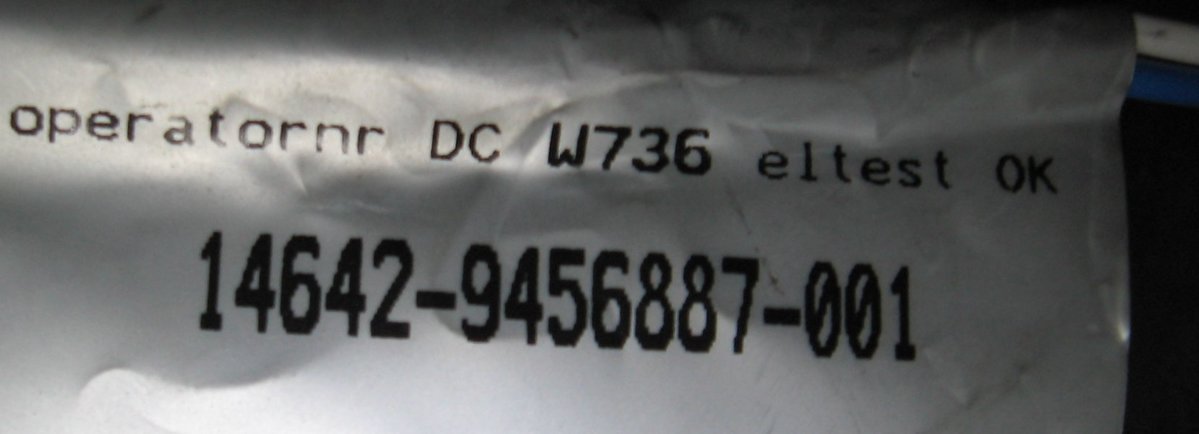 operatornr DC W736 eltest OK
14642-9456887-001